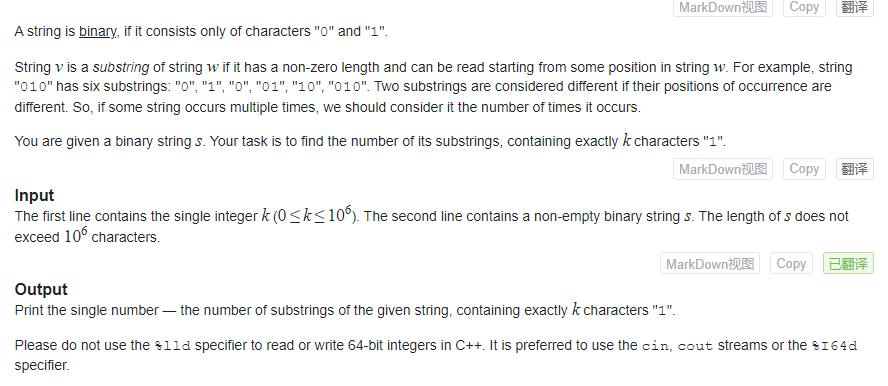 MarkDown视图 Copy 翻译
A string is binary, if it consists only of characters "0" and "1".
String v is a substring of string w if it has a non-zero length and can be read starting from some position in string w. For example, string
"010" has six substrings: "0", "1", "0", "01", "10", "010". Two substrings are considered different if their positions of occurrence are
different. So, if some string occurs multiple times, we should consider it the number of times it occurs.
You are given a binary string s. Your task is to find the number of its substrings, containing exactly k characters "1".
MarkDown视图 Copy 翻译
Input
The first line contains the single integer k (0 ≤ k ≤ 10⁶). The second line contains a non-empty binary string s. The length of s does not
exceed 10⁶ characters.
MarkDown视图 Copy 已翻译
Output
Print the single number — the number of substrings of the given string, containing exactly k characters "1".
Please do not use the %lld specifier to read or write 64-bit integers in C++. It is preferred to use the cin, cout streams or the %I64d
specifier.